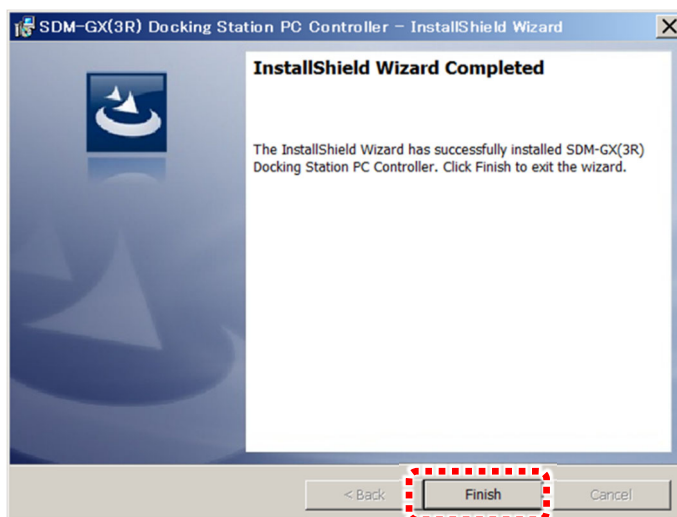 SDM-GX(3R) Docking Station PC Controller - InstallShield Wizard
InstallShield Wizard Completed
The InstallShield Wizard has successfully installed SDM-GX(3R)
Docking Station PC Controller. Click Finish to exit the wizard.
< Back
Finish
Cancel